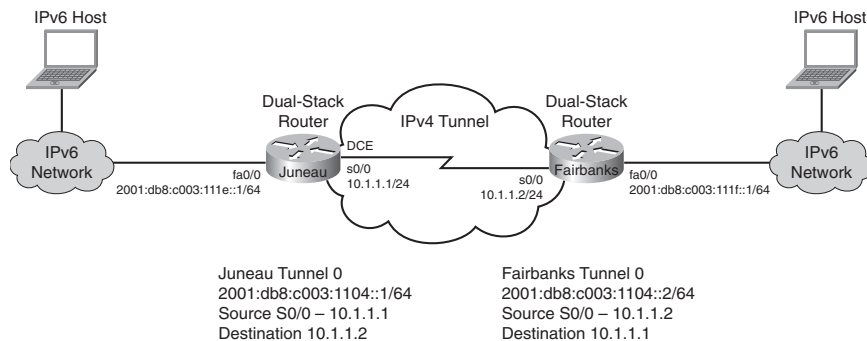 IPv6 Host
IPv6 Host
Dual-Stack
Router
IPv4 Tunnel
Dual-Stack
Router
DCE
IPv6
Network
Juneau
Fairbanks
IPv6
Network
fa0/0
2001:db8:c003:111e::1/64
s0/0
10.1.1.1/24
s0/0
10.1.1.2/24
fa0/0
2001:db8:c003:111f::1/64
Juneau Tunnel 0
2001:db8:c003:1104::1/64
Source S0/0 – 10.1.1.1
Destination 10.1.1.2
Fairbanks Tunnel 0
2001:db8:c003:1104::2/64
Source S0/0 – 10.1.1.2
Destination 10.1.1.1